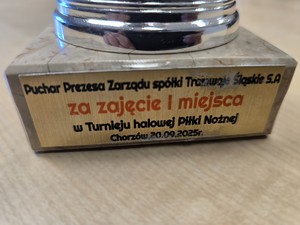 Puchar Prezesa Zarządu spółki Tramwaje Śląskie S.A
za zajęcie I miejsca
w Turnieju halowej Piłki Nożnej
Chorzów 20.09.2025r.